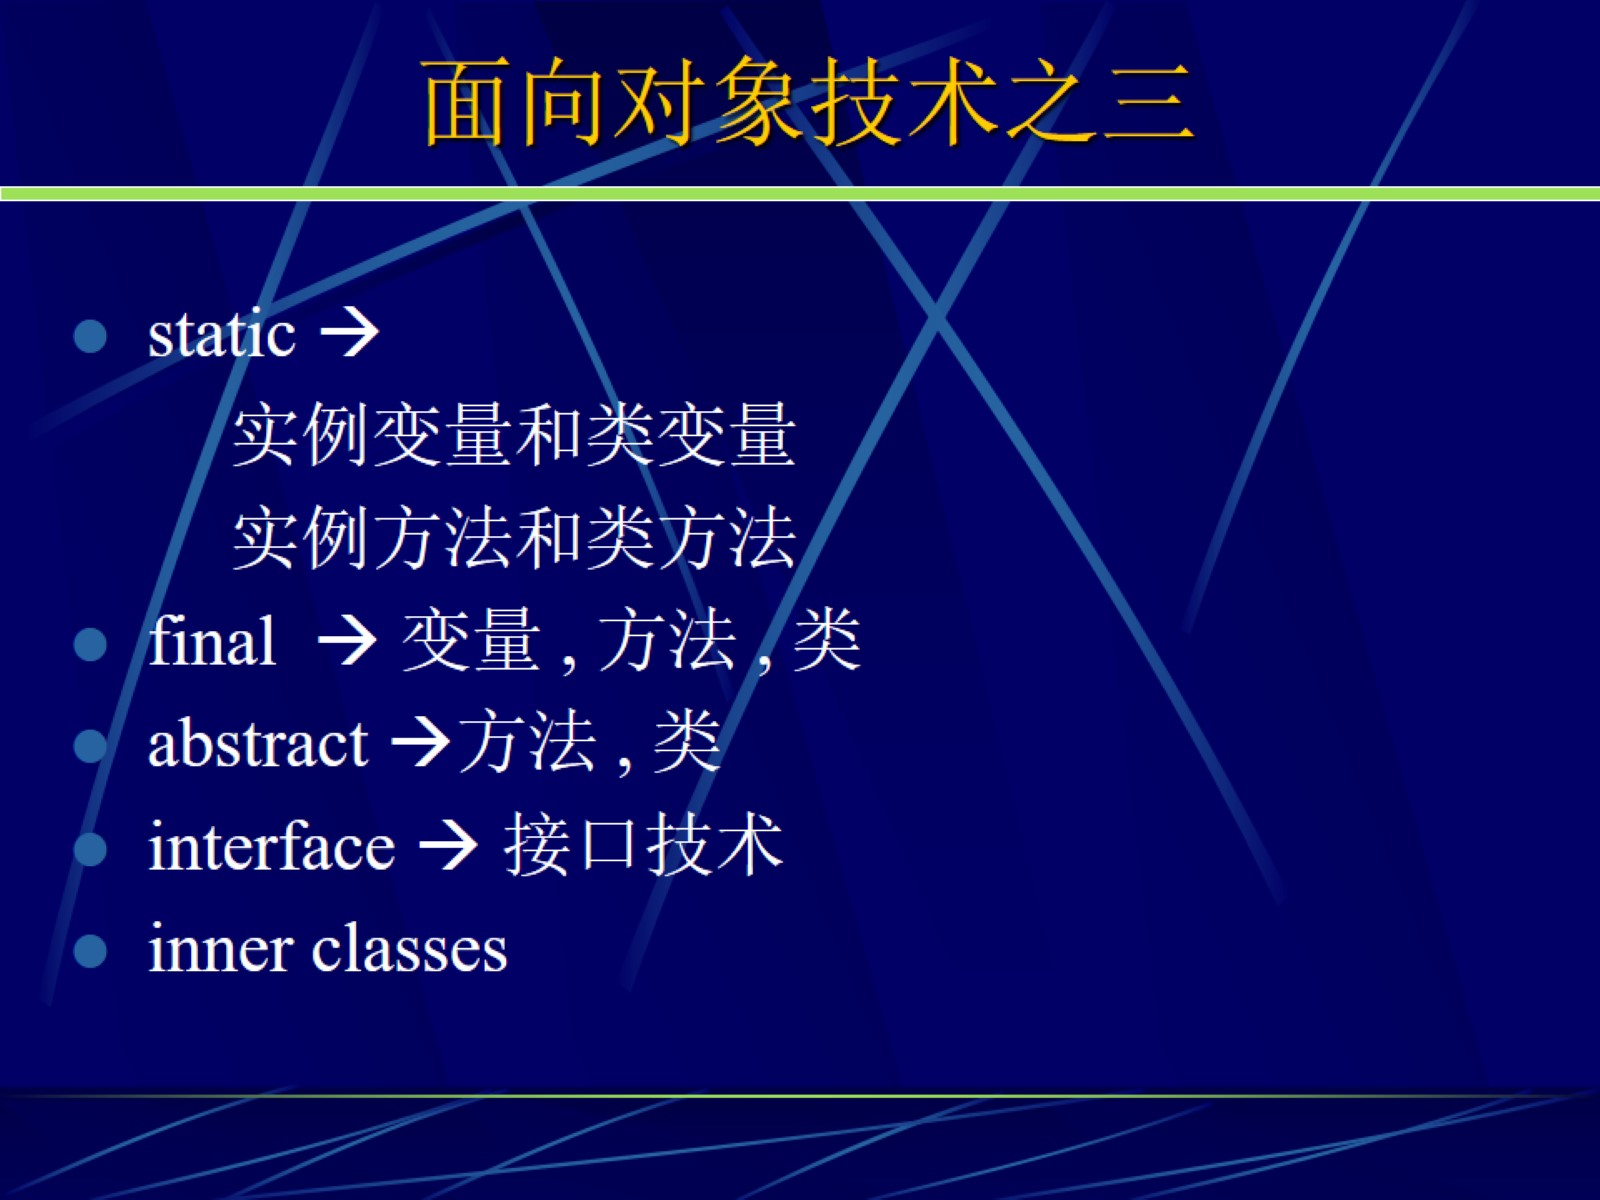 面向对象技术之三
● static →
实例变量和类变量
实例方法和类方法
● final → 变量 , 方法 , 类
● abstract →方法 , 类
● interface → 接口技术
● inner classes